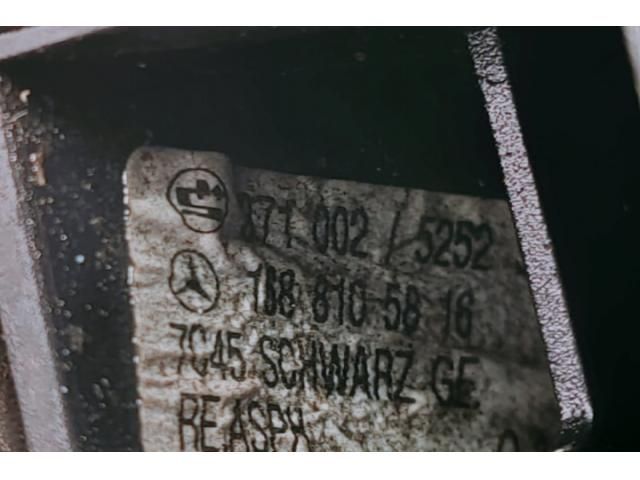 371 002 / 5252
168 810 58 16
7C45 SCHWARZ GE.
RE.ASPH